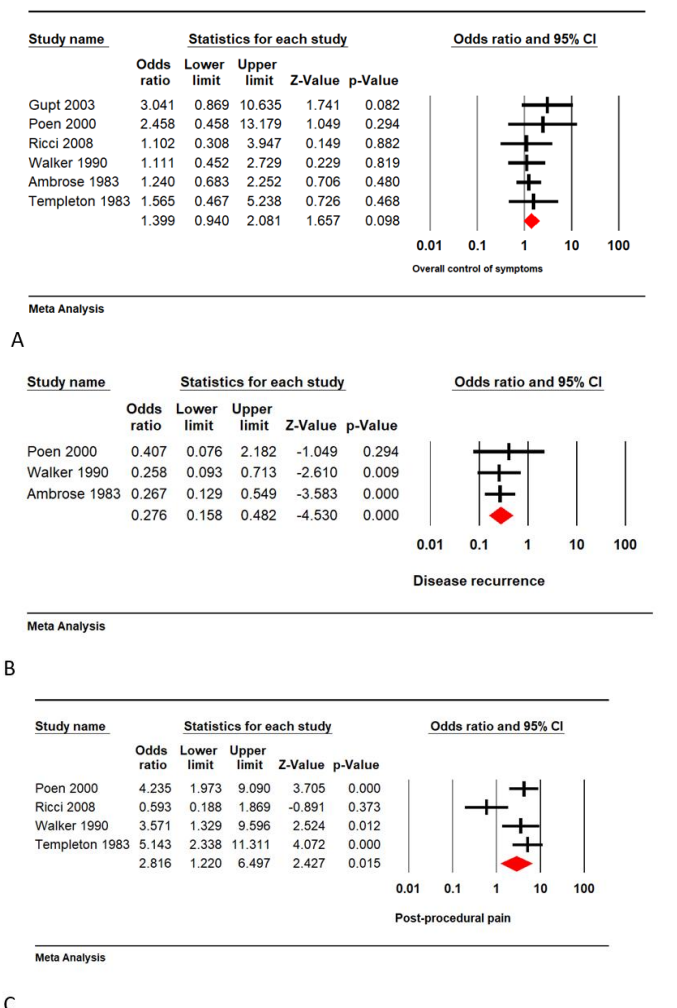 Study name Statistics for each study Odds ratio and 95% CI
Odds Lower Upper
ratio limit limit Z-Value p-Value
Gupt 2003 3.041 0.869 10.635 1.741 0.082
Poen 2000 2.458 0.458 13.179 1.049 0.294
Ricci 2008 1.102 0.308 3.947 0.149 0.882
Walker 1990 1.111 0.452 2.729 0.229 0.819
Ambrose 1983 1.240 0.683 2.252 0.706 0.480
Templeton 1983 1.565 0.467 5.238 0.726 0.468
1.399 0.940 2.081 1.657 0.098
0.01 0.1 1 10 100
Overall control of symptoms
Meta Analysis
A
Study name Statistics for each study Odds ratio and 95% CI
Odds Lower Upper
ratio limit limit Z-Value p-Value
Poen 2000 0.407 0.076 2.182 -1.049 0.294
Walker 1990 0.258 0.093 0.713 -2.610 0.009
Ambrose 1983 0.267 0.129 0.549 -3.583 0.000
0.276 0.158 0.482 -4.530 0.000
0.01 0.1 1 10 100
Disease recurrence
Meta Analysis
B
Study name Statistics for each study Odds ratio and 95% CI
Odds Lower Upper
ratio limit limit Z-Value p-Value
Poen 2000 4.235 1.973 9.090 3.705 0.000
Ricci 2008 0.593 0.188 1.869 -0.891 0.373
Walker 1990 3.571 1.329 9.596 2.524 0.012
Templeton 1983 5.143 2.338 11.311 4.072 0.000
2.816 1.220 6.497 2.427 0.015
0.01 0.1 1 10 100
Post-procedural pain
Meta Analysis
C